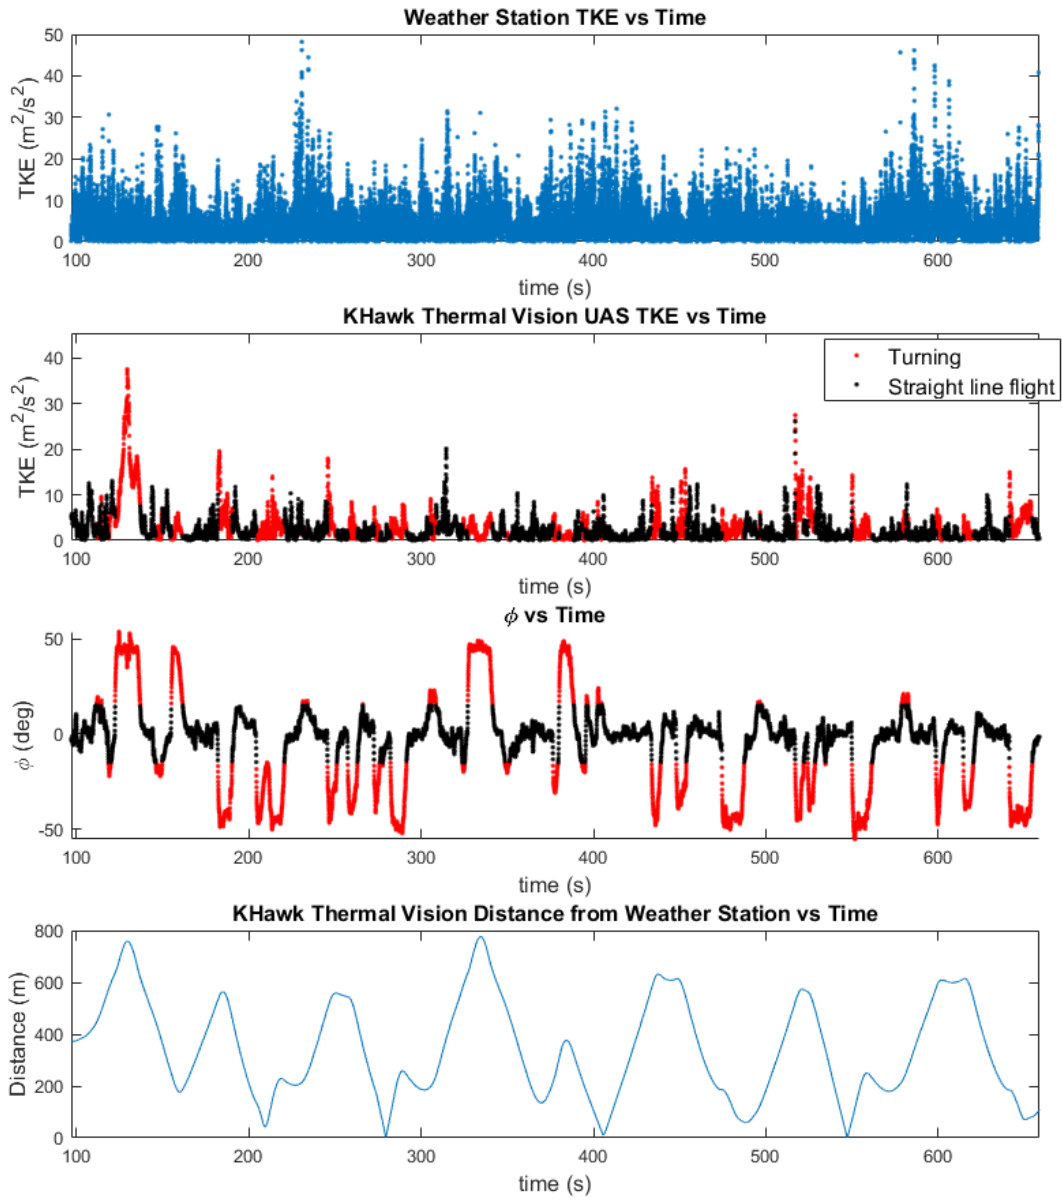 Weather Station TKE vs Time
50
40
30
20
10
0
TKE (m²/s²)
100 200 300 400 500 600
time (s)
KHawk Thermal Vision UAS TKE vs Time
40
30
20
10
0
TKE (m²/s²)
Turning
Straight line flight
100 200 300 400 500 600
time (s)
ϕ vs Time
50
0
-50
ϕ (deg)
100 200 300 400 500 600
time (s)
KHawk Thermal Vision Distance from Weather Station vs Time
800
600
400
200
0
Distance (m)
100 200 300 400 500 600
time (s)